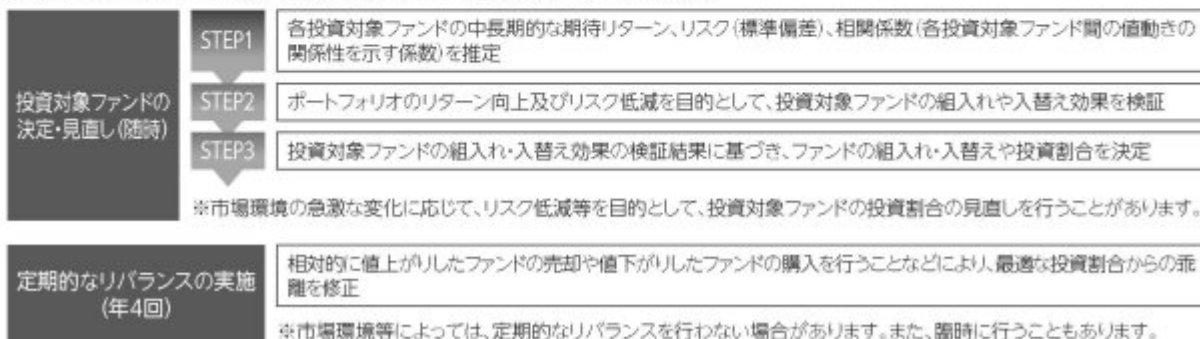 STEP1
各投資対象ファンドの中長期的な期待リターン、リスク(標準偏差)、相関係数(各投資対象ファンド間の値動きの
関係性を示す係数)を推定
投資対象ファンドの
決定・見直し(随時)
STEP2
ポートフォリオのリターン向上及びリスク低減を目的として、投資対象ファンドの組入れや入替え効果を検証
STEP3
投資対象ファンドの組入れ・入替え効果の検証結果に基づき、ファンドの組入れ・入替えや投資割合を決定
※市場環境の急激な変化に応じて、リスク低減等を目的として、投資対象ファンドの投資割合の見直しを行うことがあります。
定期的なリバランスの実施
(年4回)
相対的に値上がりしたファンドの売却や値下がりしたファンドの購入を行うことなどにより、最適な投資割合からの乖
離を修正
※市場環境等によっては、定期的なリバランスを行わない場合があります。また、臨時に行うこともあります。